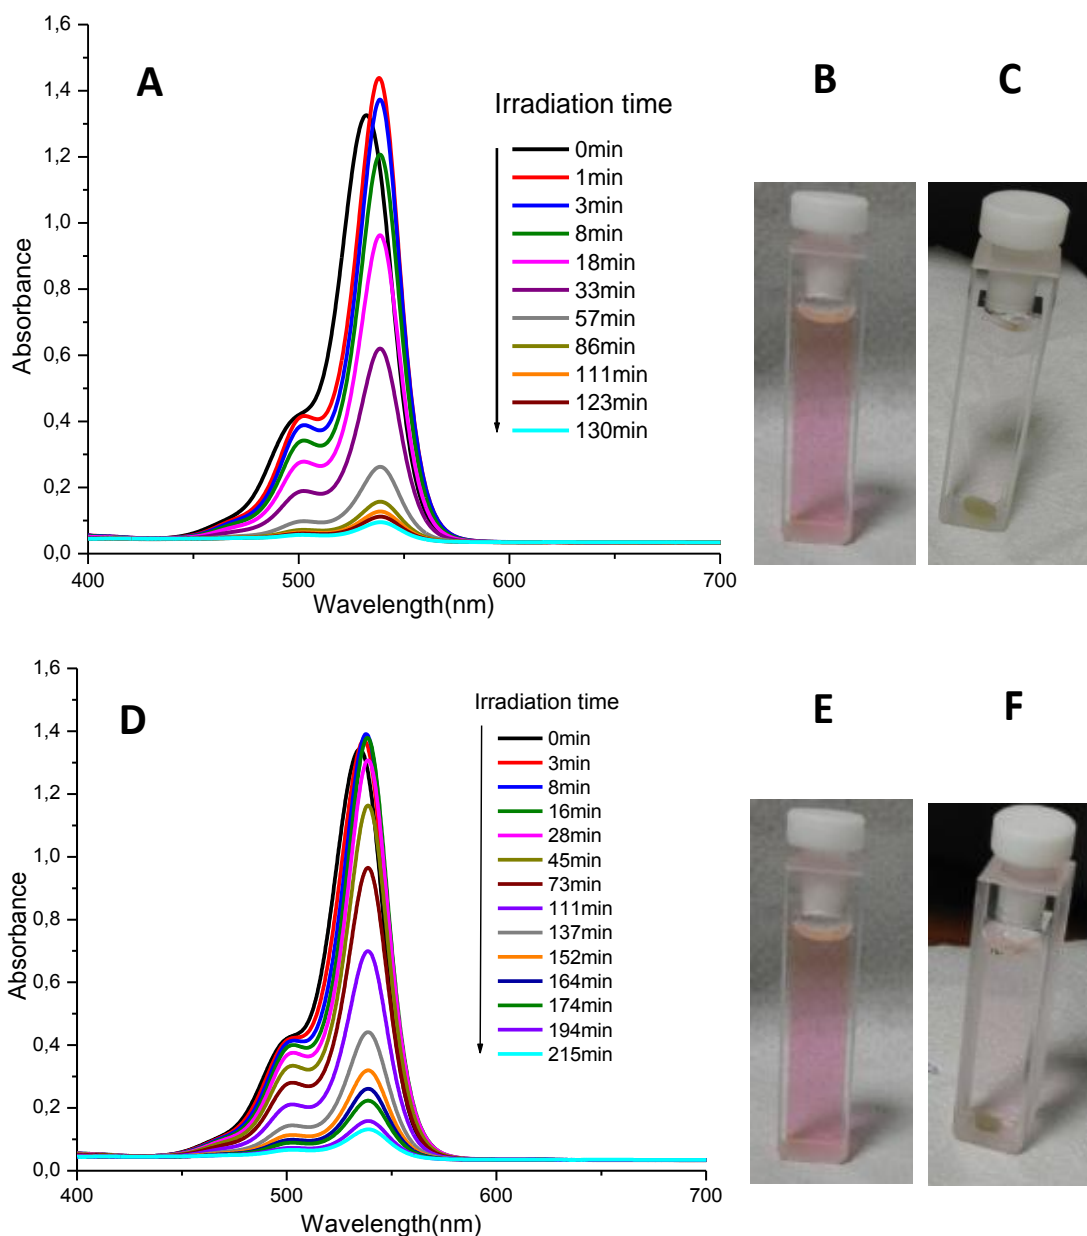 A
B
C
Irradiation time
0min
1min
3min
8min
18min
33min
57min
86min
111min
123min
130min
1,6
1,4
1,2
1,0
0,8
0,6
0,4
0,2
0,0
Absorbance
400
500
600
700
Wavelength(nm)
D
E
F
Irradiation time
0min
3min
8min
16min
28min
45min
73min
111min
137min
152min
164min
174min
194min
215min
1,6
1,4
1,2
1,0
0,8
0,6
0,4
0,2
0,0
Absorbance
400
500
600
700
Wavelength(nm)